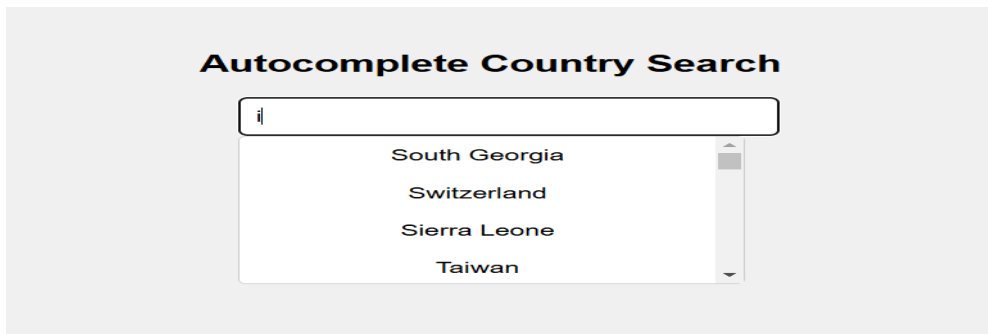 Autocomplete Country Search
i
South Georgia
Switzerland
Sierra Leone
Taiwan